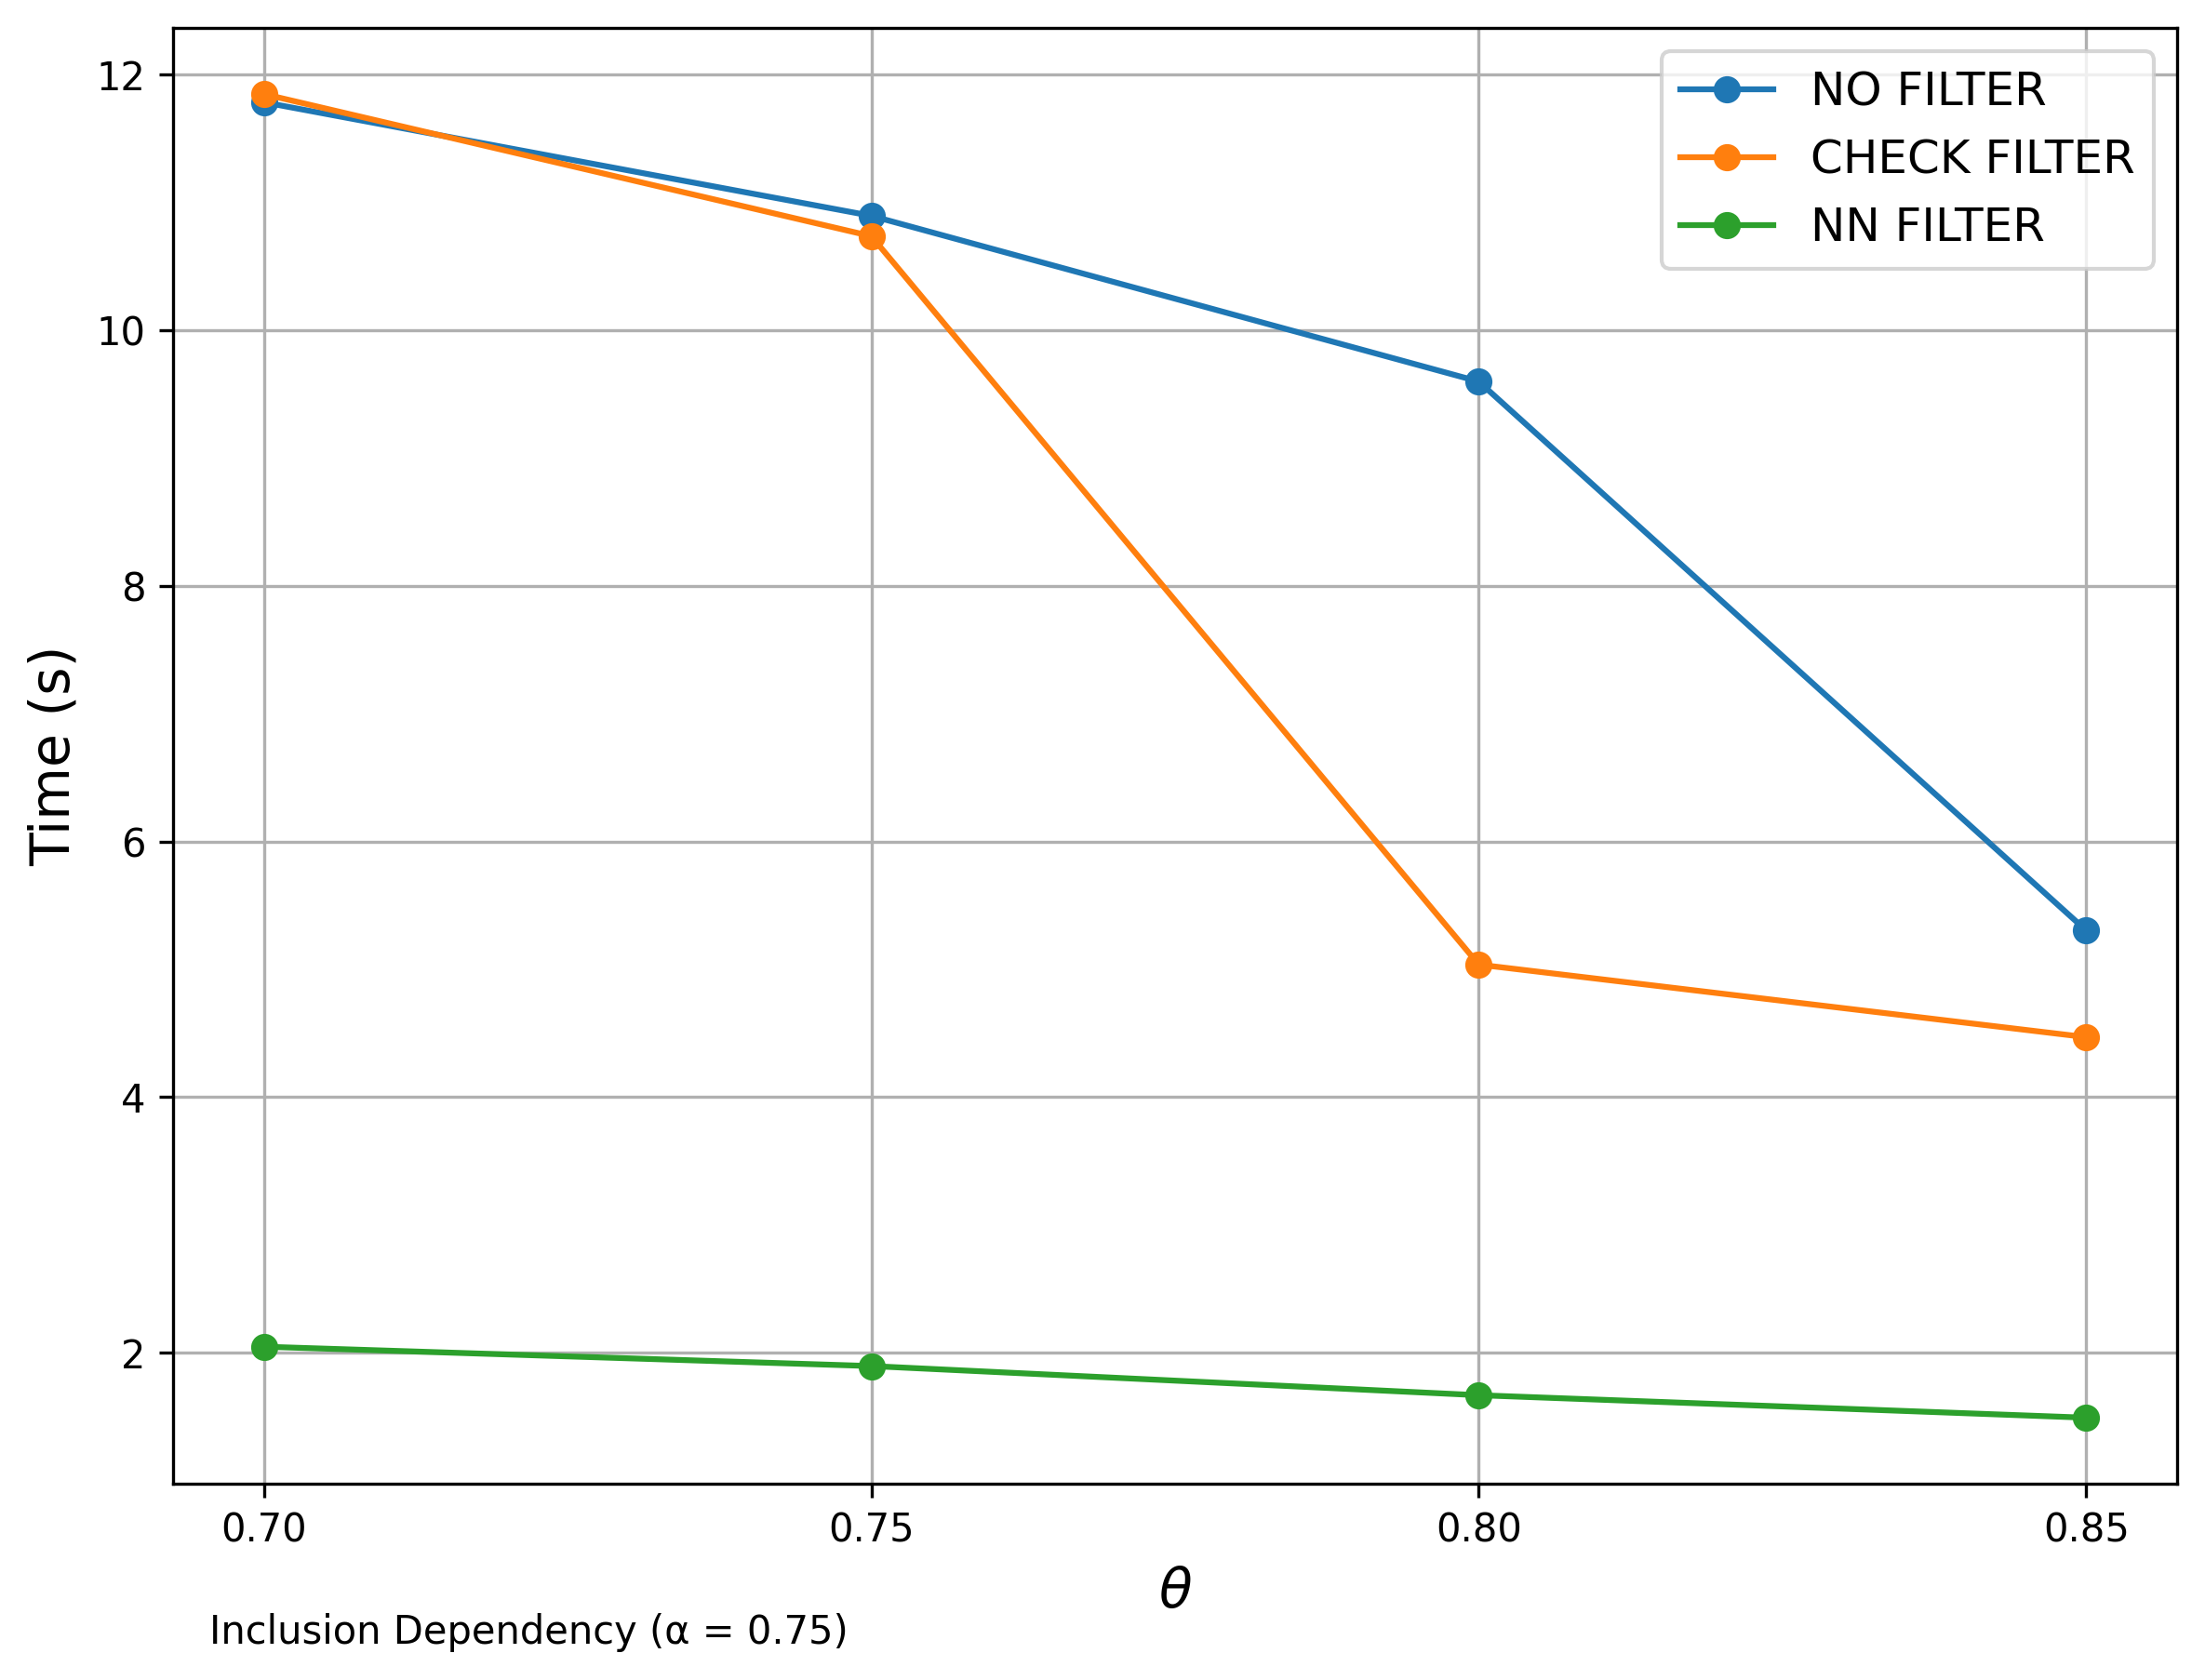 NO FILTER
CHECK FILTER
NN FILTER
Time (s)
12
10
8
6
4
2
0.70 0.75 0.80 0.85
θ
Inclusion Dependency (α = 0.75)